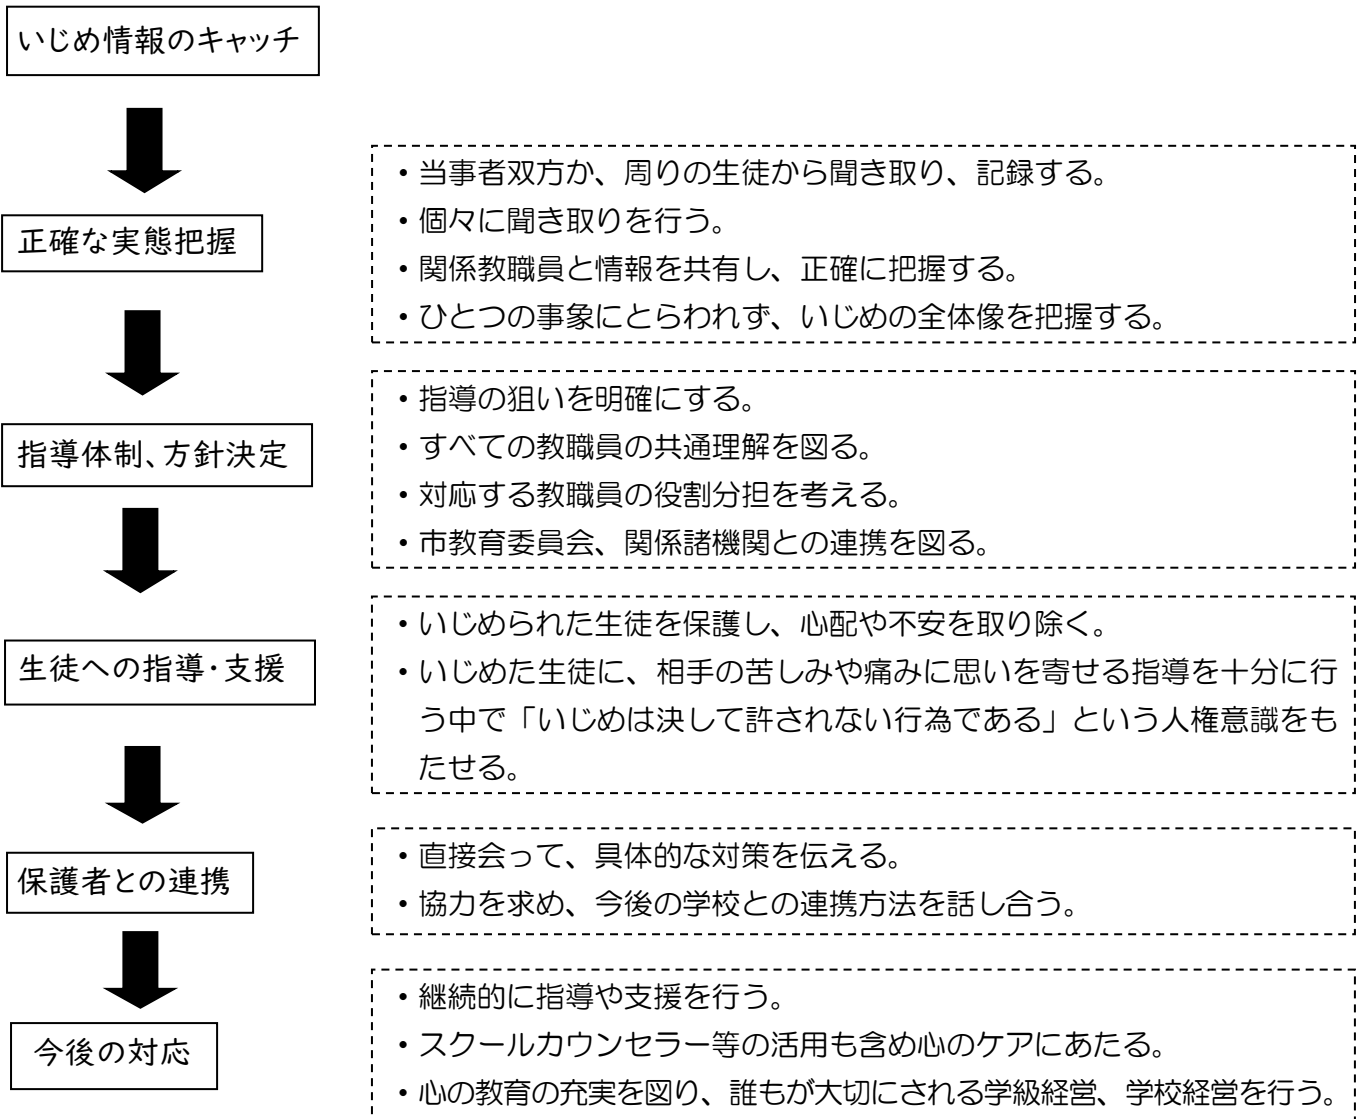 いじめ情報のキャッチ
・当事者双方か、周りの生徒から聞き取り、記録する。
・個々に聞き取りを行う。
・関係教職員と情報を共有し、正確に把握する。
・ひとつの事象にとらわれず、いじめの全体像を把握する。
正確な実態把握
・指導の狙いを明確にする。
・すべての教職員の共通理解を図る。
・対応する教職員の役割分担を考える。
・市教育委員会、関係諸機関との連携を図る。
指導体制、方針決定
・いじめられた生徒を保護し、心配や不安を取り除く。
・いじめた生徒に、相手の苦しみや痛みに思いを寄せる指導を十分に行
う中で「いじめは決して許されない行為である」という人権意識をも
たせる。
生徒への指導・支援
・直接会って、具体的な対策を伝える。
・協力を求め、今後の学校との連携方法を話し合う。
保護者との連携
・継続的に指導や支援を行う。
・スクールカウンセラー等の活用も含め心のケアにあたる。
・心の教育の充実を図り、誰もが大切にされる学級経営、学校経営を行う。
今後の対応